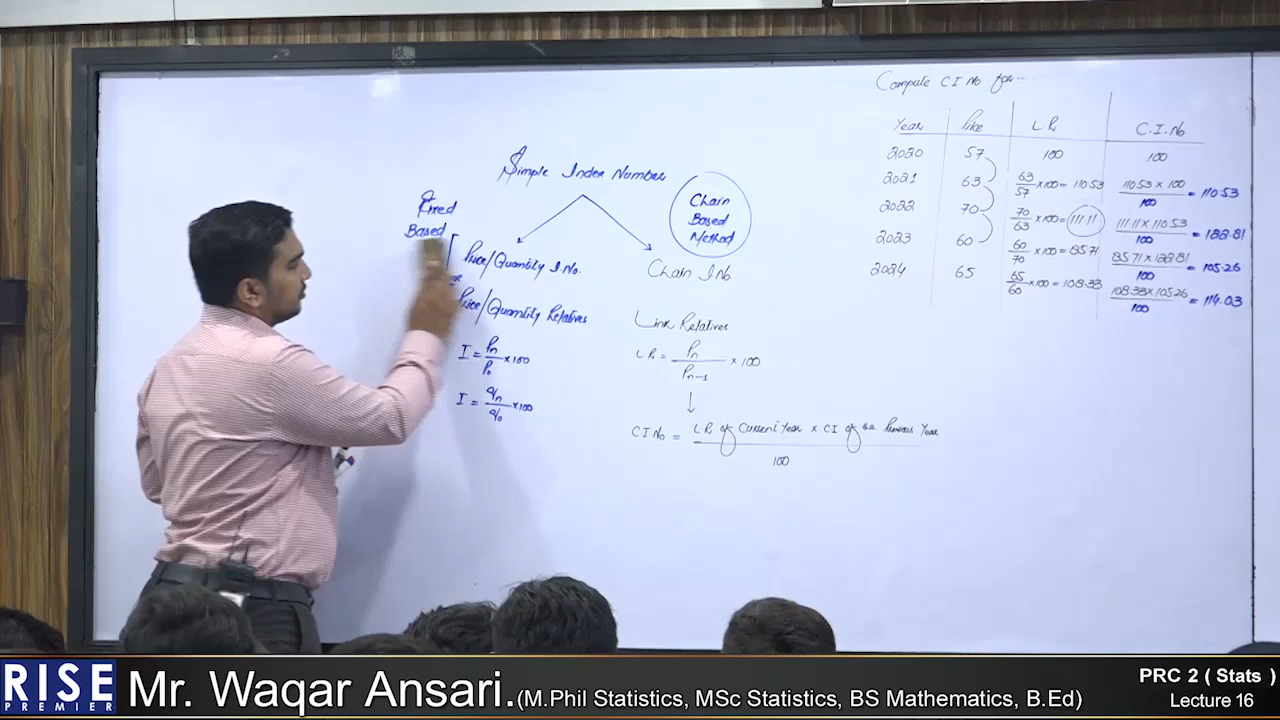 Compute C I No for....
Year Price L R C.I.No
2020 57 100 100
2021 63 63/57 ×100 = 110.53 110.53 × 100 / 100 = 110.53
2022 70 70/63 ×100 = 111.11 111.11 × 110.53 / 100 = 122.81
2023 60 60/70 ×100 = 85.71 85.71 × 122.81 / 100 = 105.26
2024 65 65/60 ×100 = 108.33 108.33 × 105.26 / 100 = 114.03
Simple Index Number
Fixed
Based
Price/Quantity I.No.
or
Price/Quantity Relatives
I = Pn/Po ×100
I = qn/qo ×100
Chain
Based
Method
Chain I.No
Link Relatives
L R = Pn/Pn-1 × 100
C I No = L R of Current Year × CI of the Previous Year / 100
RISE
PREMIER
Mr. Waqar Ansari.(M.Phil Statistics, MSc Statistics, BS Mathematics, B.Ed)
PRC 2 ( Stats )
Lecture 16